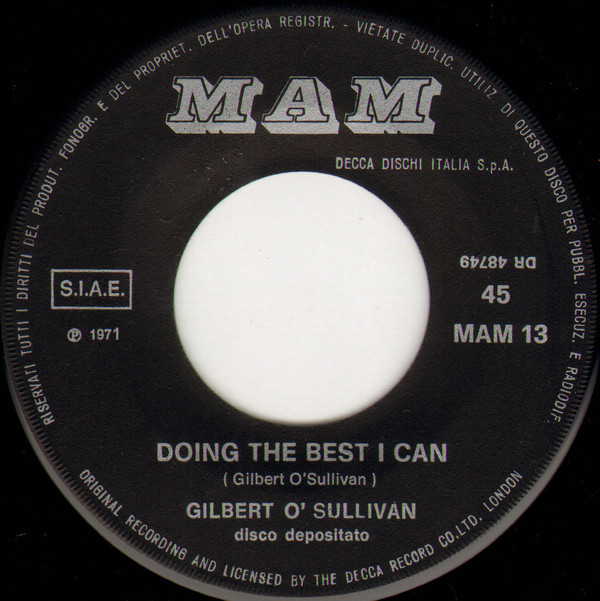 RISERVATI TUTTI I DIRITTI DEL PRODUT. FONOGR. E DEL PROPRIET. DELL'OPERA REGISTR. - VIETATE DUPLIC. UTILIZ. DI QUESTO DISCO PER PUBBL. ESECUZ. E RADIODIF.
MAM
DECCA DISCHI ITALIA S.p.A.
DR 48749
S.I.A.E.
45
℗ 1971
MAM 13
DOING THE BEST I CAN
( Gilbert O'Sullivan )
GILBERT O' SULLIVAN
disco depositato
ORIGINAL RECORDING AND LICENSED BY THE DECCA RECORD CO. LTD. LONDON